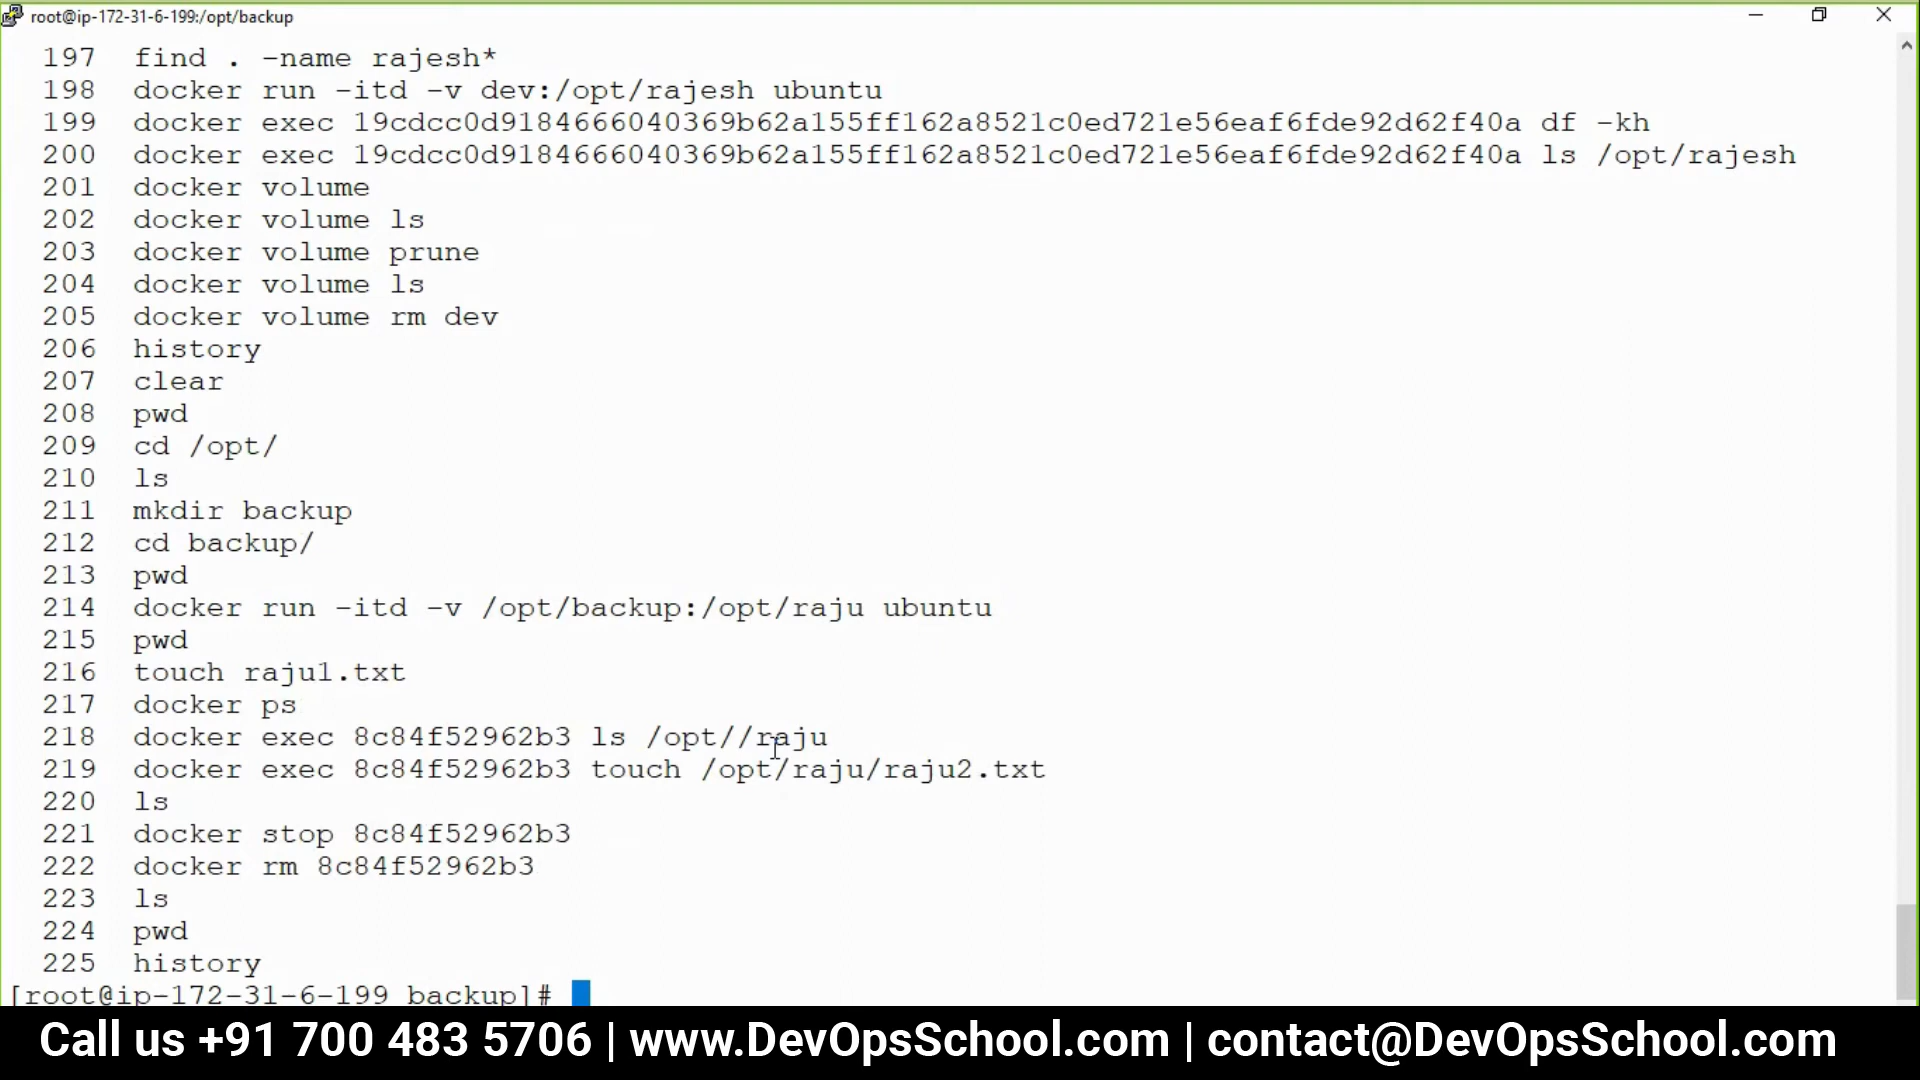 root@ip-172-31-6-199:/opt/backup
197 find . -name rajesh*
198 docker run -itd -v dev:/opt/rajesh ubuntu
199 docker exec 19cdcc0d9184666040369b62a155ff162a8521c0ed721e56eaf6fde92d62f40a df -kh
200 docker exec 19cdcc0d9184666040369b62a155ff162a8521c0ed721e56eaf6fde92d62f40a ls /opt/rajesh
201 docker volume
202 docker volume ls
203 docker volume prune
204 docker volume ls
205 docker volume rm dev
206 history
207 clear
208 pwd
209 cd /opt/
210 ls
211 mkdir backup
212 cd backup/
213 pwd
214 docker run -itd -v /opt/backup:/opt/raju ubuntu
215 pwd
216 touch raju1.txt
217 docker ps
218 docker exec 8c84f52962b3 ls /opt//raju
219 docker exec 8c84f52962b3 touch /opt/raju/raju2.txt
220 ls
221 docker stop 8c84f52962b3
222 docker rm 8c84f52962b3
223 ls
224 pwd
225 history
[root@ip-172-31-6-199 backup]#
Call us +91 700 483 5706 | www.DevOpsSchool.com | contact@DevOpsSchool.com